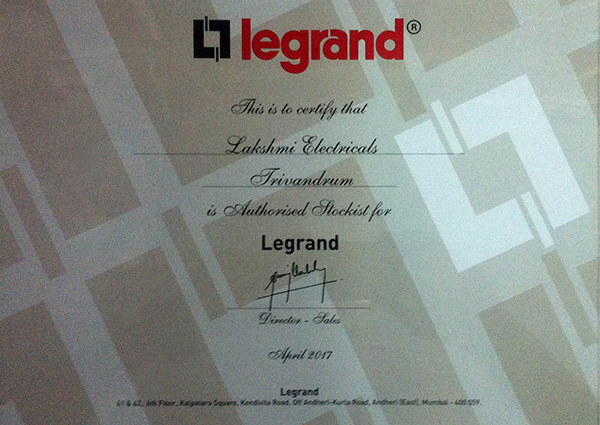 legrand®
This is to certify that
Lakshmi Electricals
Trivandrum
is Authorised Stockist for
Legrand
Director - Sales
April 2017
Legrand
61 & 62, 6th Floor, Kalpataru Square, Kondivita Road, Off Andheri-Kurla Road, Andheri (East), Mumbai - 400 059.